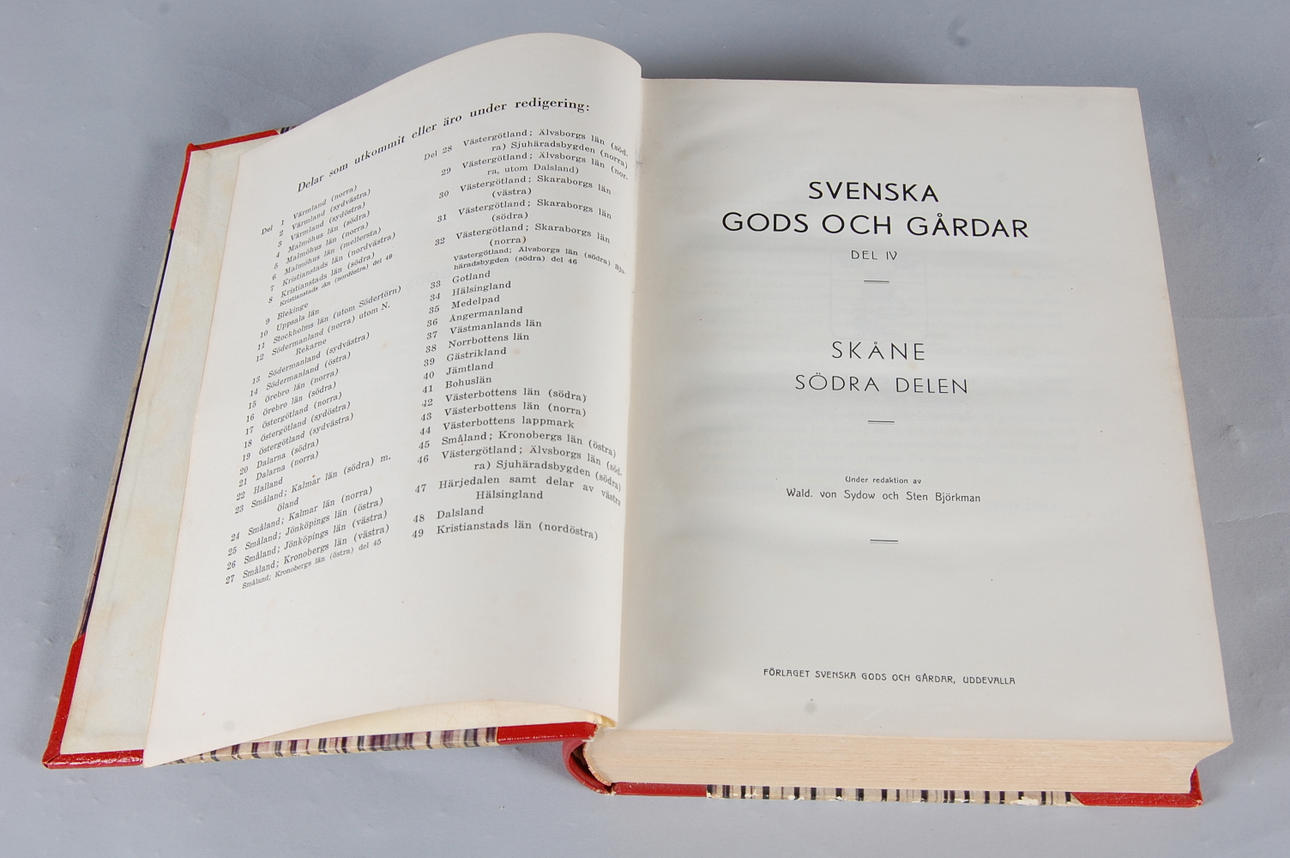 Delar som utkommit eller äro under redigering:
Del 1 Värmland (norra)
2 Värmland (sydvästra)
3 Värmland (sydöstra)
4 Malmöhus län (södra)
5 Malmöhus län (norra)
6 Malmöhus län (mellersta)
7 Kristianstads län (nordvästra)
8 Kristianstads län (södra)
Kristianstads län (nordöstra) del 49
9 Blekinge
10 Uppsala län
11 Stockholms län (utom Södertörn)
12 Södermanland (norra) utom N.
Rekarne
13 Södermanland (sydvästra)
14 Södermanland (östra)
15 Örebro län (norra)
16 Örebro län (södra)
17 Östergötland (norra)
18 Östergötland (sydöstra)
19 Östergötland (sydvästra)
20 Dalarna (södra)
21 Dalarna (norra)
22 Halland
23 Småland; Kalmar län (södra) m.
öland
24 Småland; Kalmar län (norra)
25 Småland; Jönköpings län (östra)
26 Småland; Jönköpings län (västra)
27 Småland; Kronobergs län (västra)
Småland; Kronobergs län (östra) del 45
Del 28 Västergötland; Älvsborgs län (söd-
ra) Sjuhäradsbygden (norra)
29 Västergötland; Älvsborgs län (nor-
ra, utom Dalsland)
30 Västergötland; Skaraborgs län
(västra)
31 Västergötland; Skaraborgs län
(södra)
32 Västergötland; Skaraborgs län
(norra)
Västergötland; Älvsborgs län (södra) Sju-
häradsbygden (södra) del 46
33 Gotland
34 Hälsingland
35 Medelpad
36 Ångermanland
37 Västmanlands län
38 Norrbottens län
39 Gästrikland
40 Jämtland
41 Bohuslän
42 Västerbottens län (södra)
43 Västerbottens län (norra)
44 Västerbottens lappmark
45 Småland; Kronobergs län (östra)
46 Västergötland; Älvsborgs län (söd-
ra) Sjuhäradsbygden (södra)
47 Härjedalen samt delar av västra
Hälsingland
48 Dalsland
49 Kristianstads län (nordöstra)
SVENSKA
GODS OCH GÅRDAR
DEL IV
SKÅNE
SÖDRA DELEN
Under redaktion av
Wald. von Sydow och Sten Björkman
FÖRLAGET SVENSKA GODS OCH GÅRDAR, UDDEVALLA